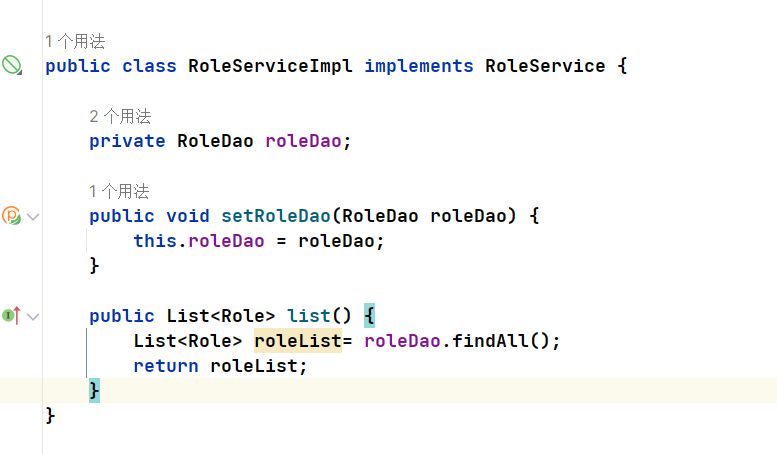 1 个用法
public class RoleServiceImpl implements RoleService {
2 个用法
private RoleDao roleDao;
1 个用法
public void setRoleDao(RoleDao roleDao) {
this.roleDao = roleDao;
}
public List<Role> list() {
List<Role> roleList= roleDao.findAll();
return roleList;
}
}